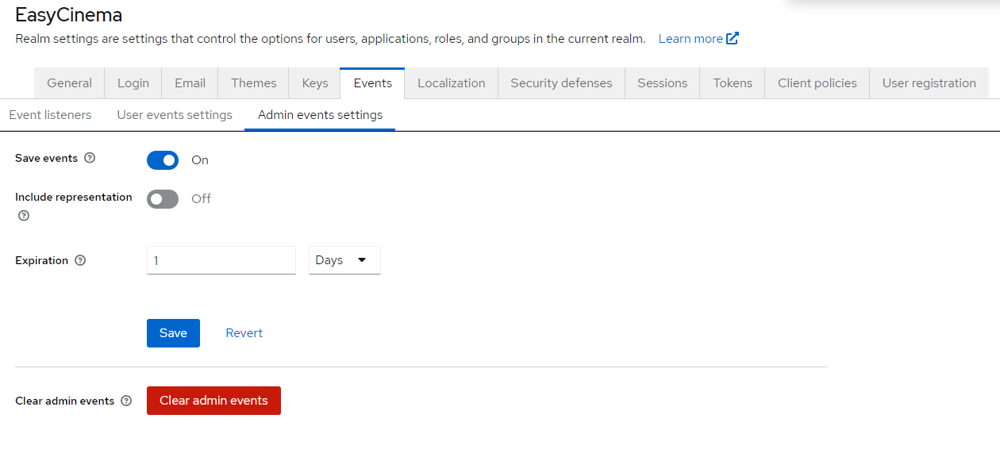 EasyCinema
Realm settings are settings that control the options for users, applications, roles, and groups in the current realm. Learn more
General Login Email Themes Keys Events Localization Security defenses Sessions Tokens Client policies User registration
Event listeners User events settings Admin events settings
Save events On
Include representation Off
Expiration 1 Days
Save Revert
Clear admin events Clear admin events